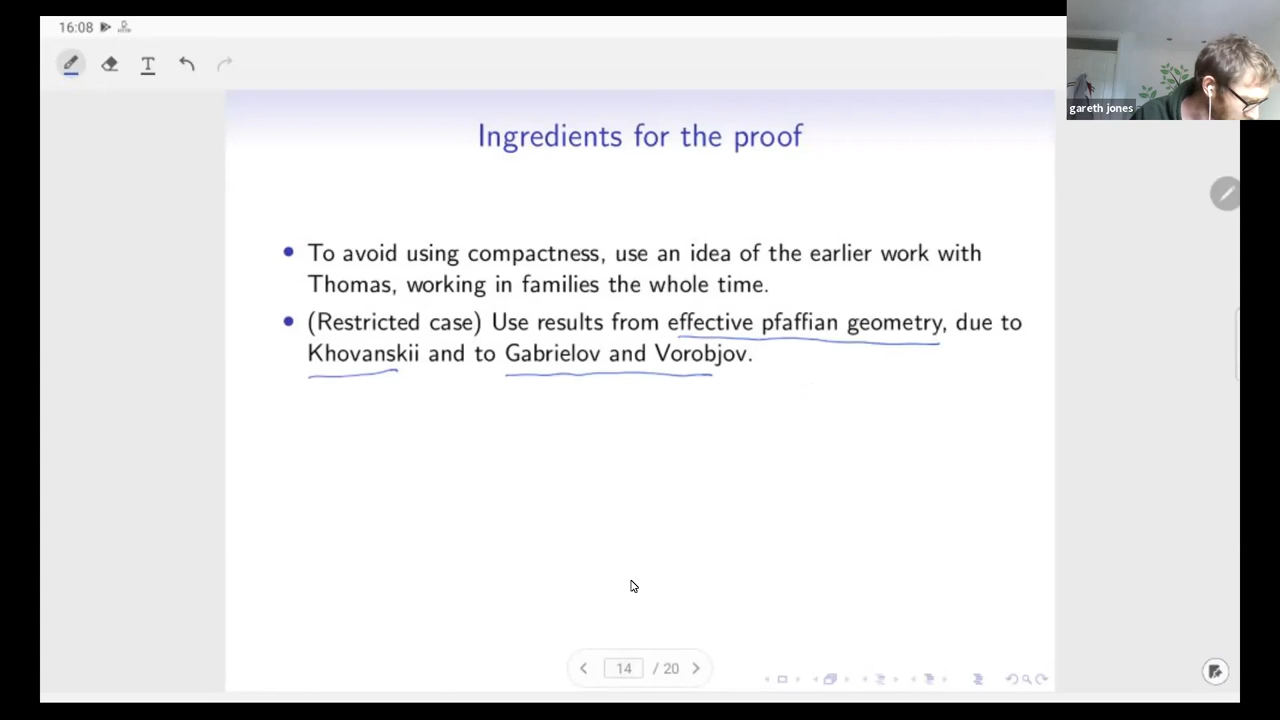 16:08
T
gareth jones
Ingredients for the proof
To avoid using compactness, use an idea of the earlier work with
Thomas, working in families the whole time.
(Restricted case) Use results from effective pfaffian geometry, due to
Khovanskii and to Gabrielov and Vorobjov.
14 / 20